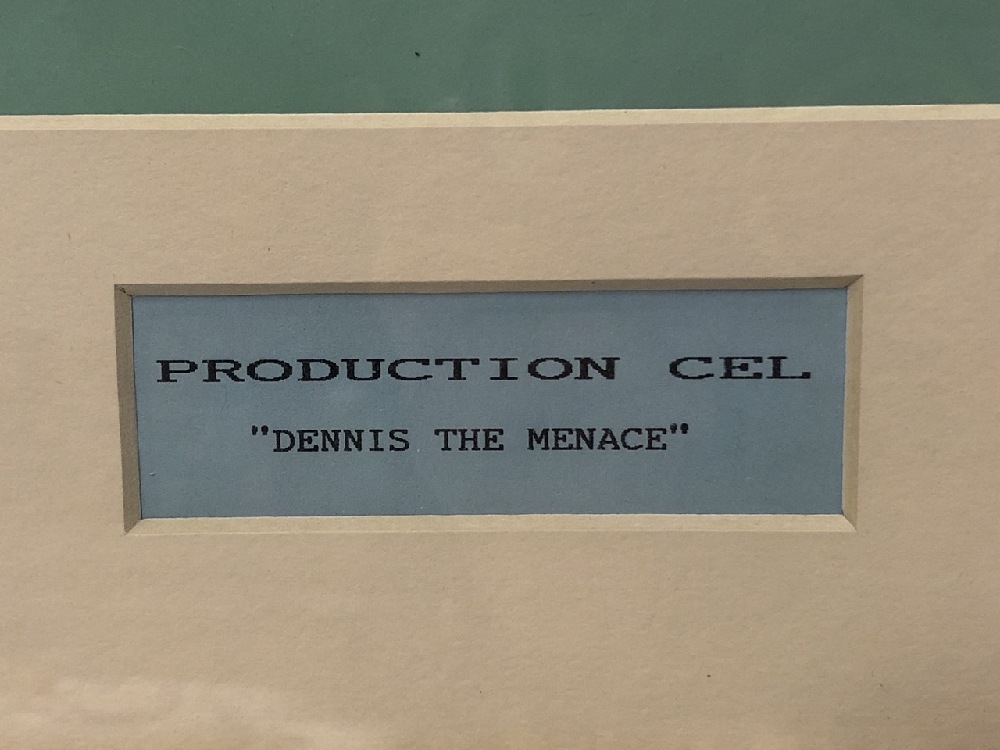 PRODUCTION CEL
"DENNIS THE MENACE"